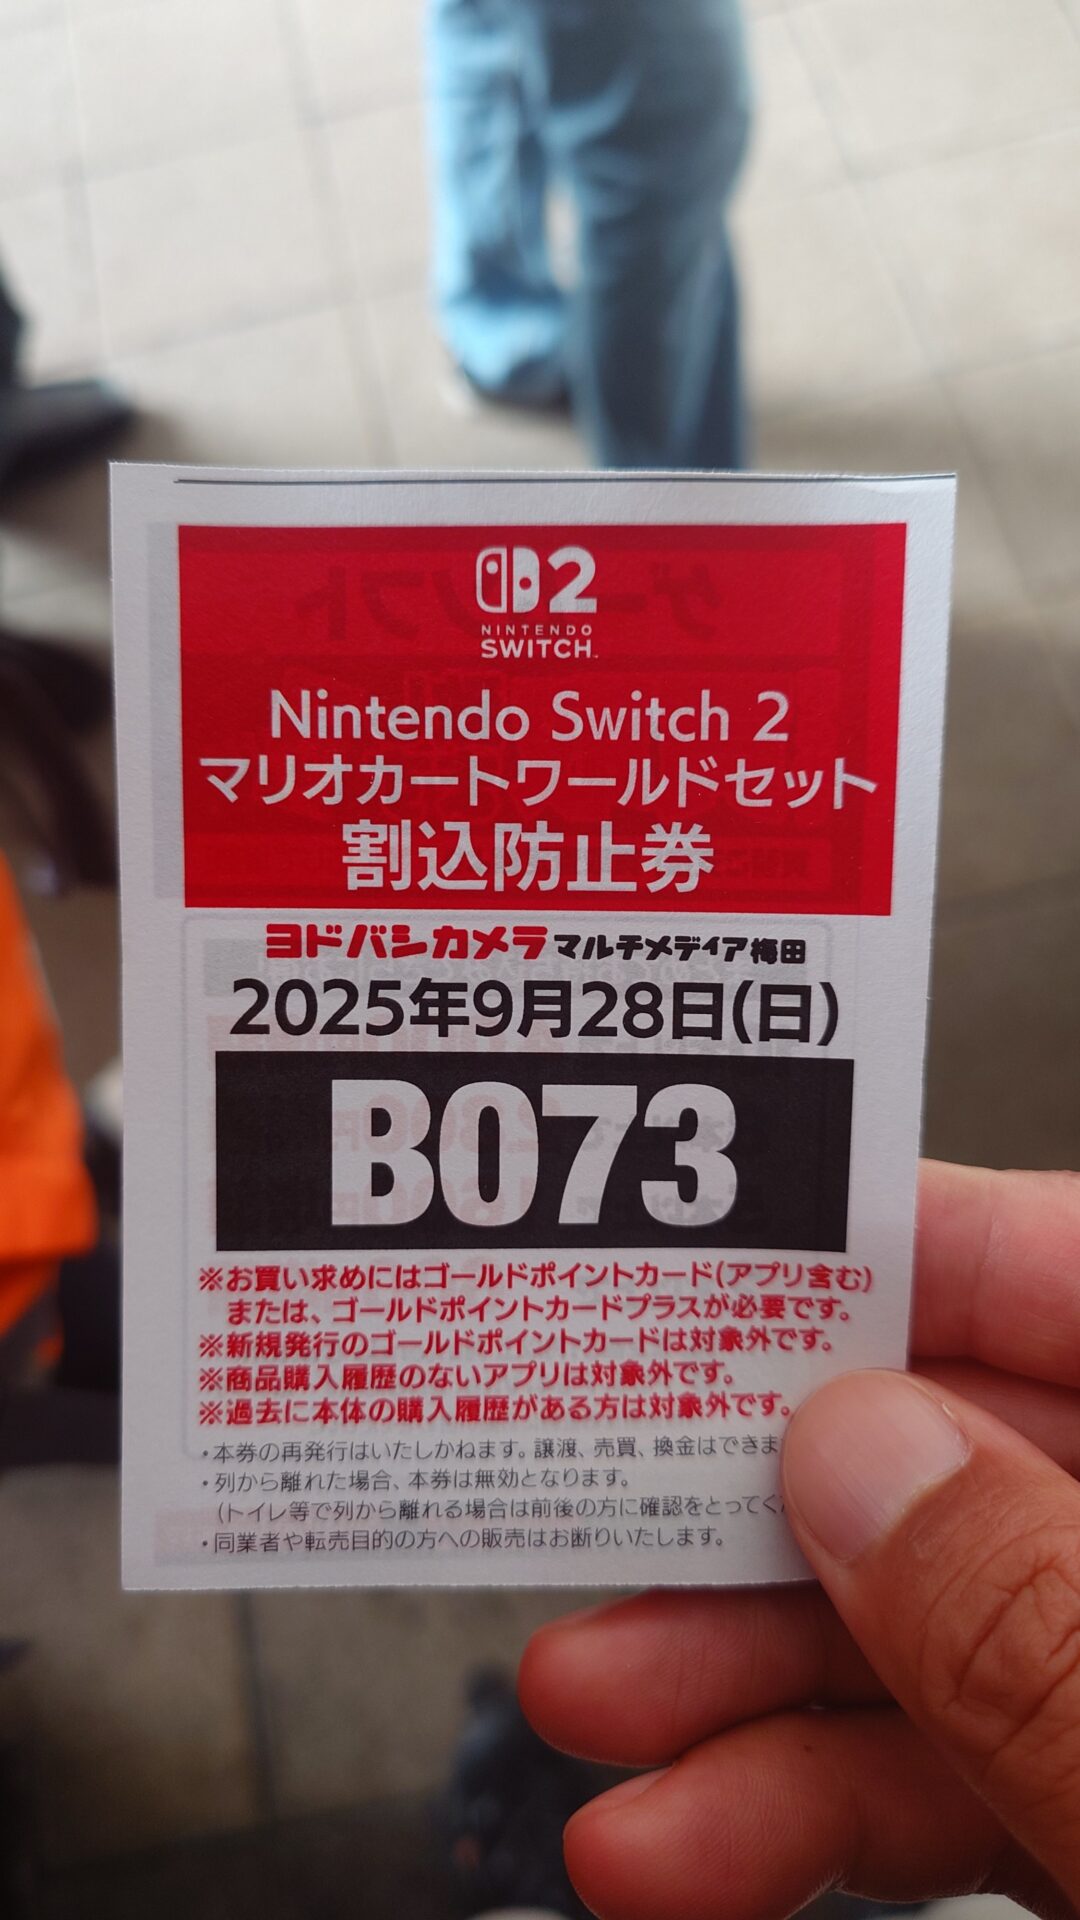 2
NINTENDO
SWITCH
Nintendo Switch 2
マリオカートワールドセット
割込防止券
ヨドバシカメラ マルチメディア梅田
2025年9月28日(日)
B073
※お買い求めにはゴールドポイントカード(アプリ含む)
または、ゴールドポイントカードプラスが必要です。
※新規発行のゴールドポイントカードは対象外です。
※商品購入履歴のないアプリは対象外です。
※過去に本体の購入履歴がある方は対象外です。
・本券の再発行はいたしかねます。譲渡、売買、換金はできま
・列から離れた場合、本券は無効となります。
(トイレ等で列から離れる場合は前後の方に確認をとってく
・同業者や転売目的の方への販売はお断りいたします。